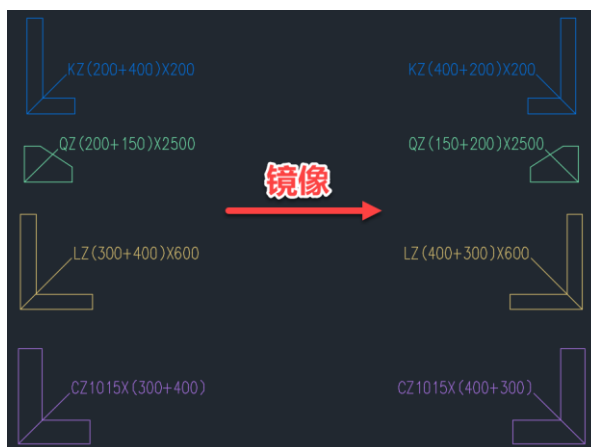 KZ(200+400)X200
KZ(400+200)X200
QZ(200+150)X2500
QZ(150+200)X2500
镜像
LZ(300+400)X600
LZ(400+300)X600
CZ1015X(300+400)
CZ1015X(400+300)